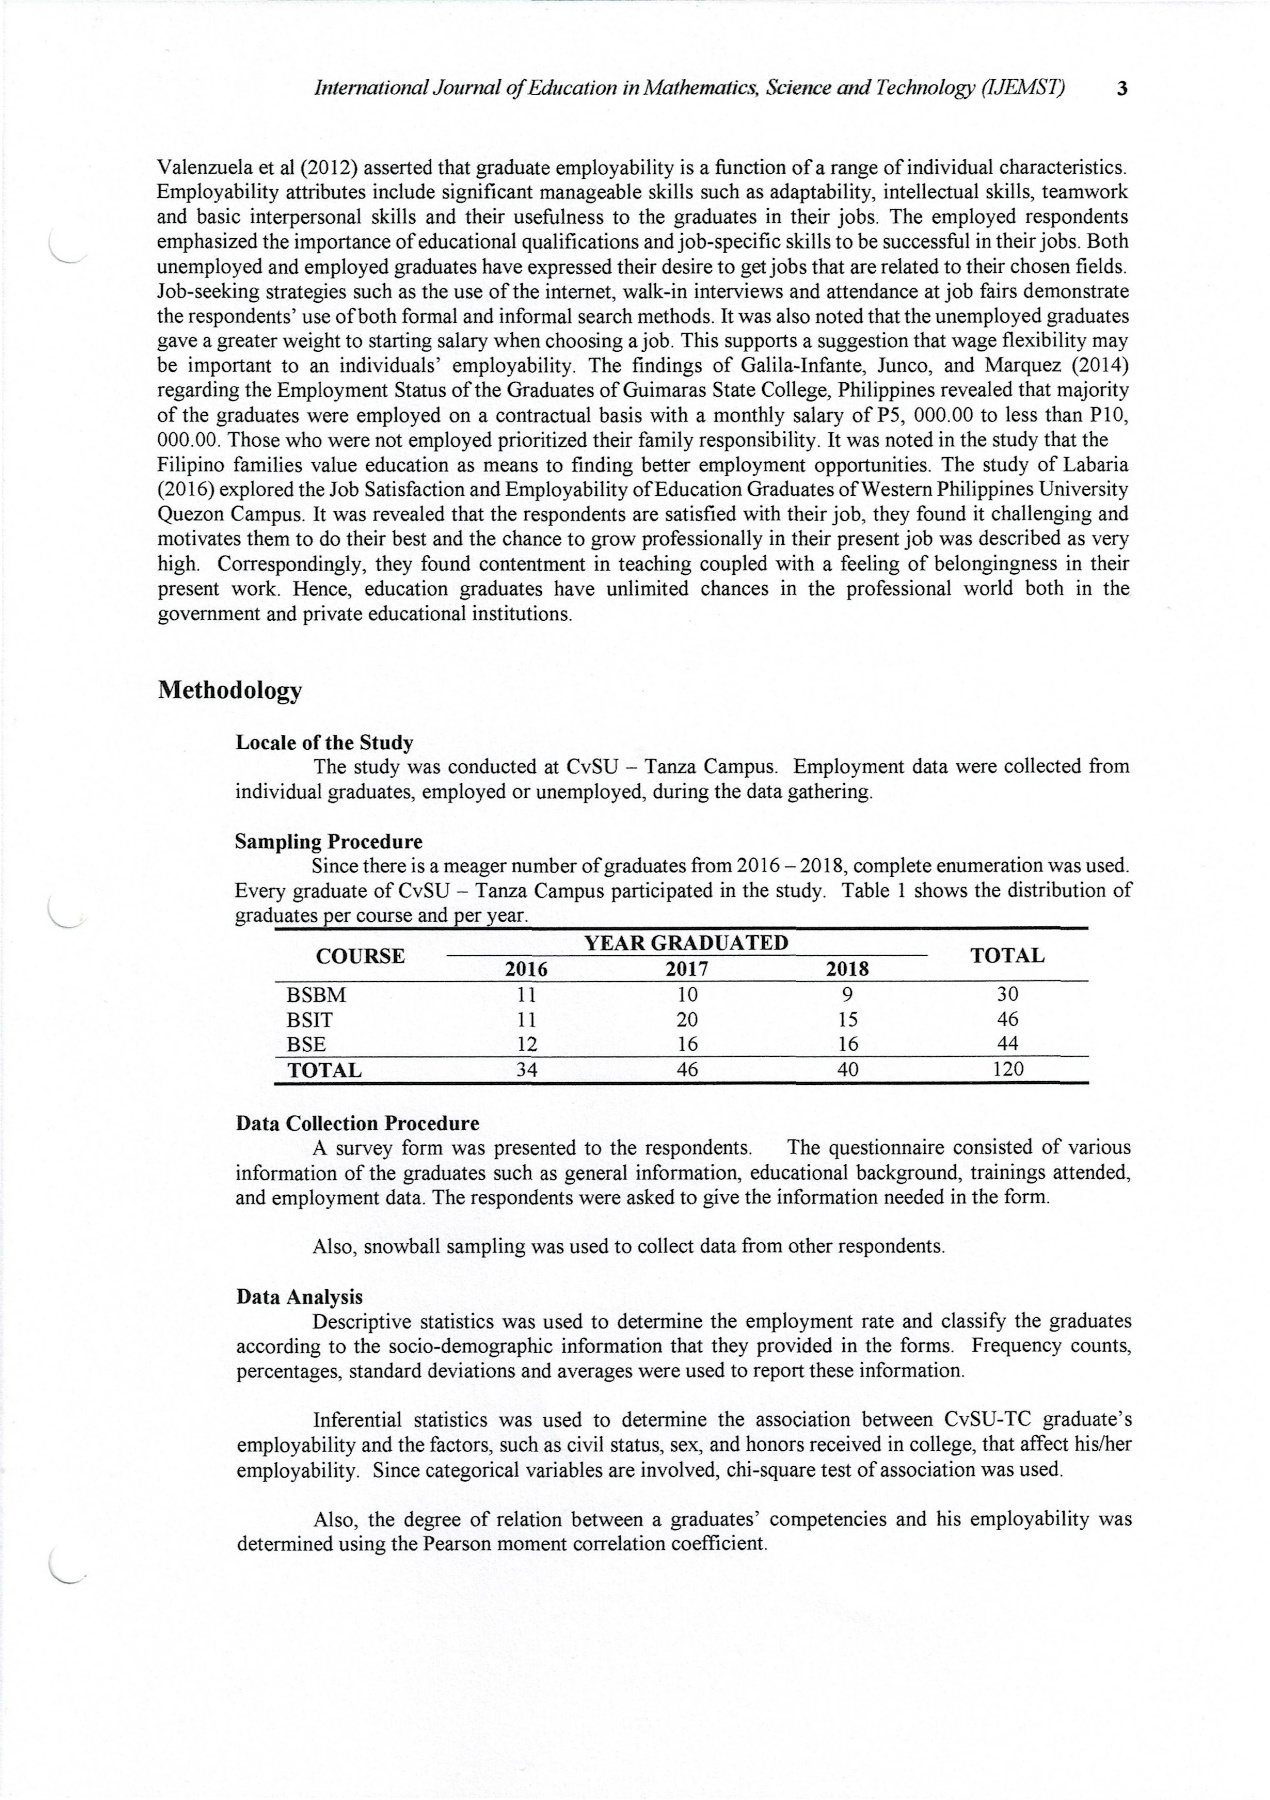 International Journal of Education in Mathematics, Science and Technology (IJEMST) 3
Valenzuela et al (2012) asserted that graduate employability is a function of a range of individual characteristics.
Employability attributes include significant manageable skills such as adaptability, intellectual skills, teamwork
and basic interpersonal skills and their usefulness to the graduates in their jobs. The employed respondents
emphasized the importance of educational qualifications and job-specific skills to be successful in their jobs. Both
unemployed and employed graduates have expressed their desire to get jobs that are related to their chosen fields.
Job-seeking strategies such as the use of the internet, walk-in interviews and attendance at job fairs demonstrate
the respondents' use of both formal and informal search methods. It was also noted that the unemployed graduates
gave a greater weight to starting salary when choosing a job. This supports a suggestion that wage flexibility may
be important to an individuals' employability. The findings of Galila-Infante, Junco, and Marquez (2014)
regarding the Employment Status of the Graduates of Guimaras State College, Philippines revealed that majority
of the graduates were employed on a contractual basis with a monthly salary of P5, 000.00 to less than P10,
000.00. Those who were not employed prioritized their family responsibility. It was noted in the study that the
Filipino families value education as means to finding better employment opportunities. The study of Labaria
(2016) explored the Job Satisfaction and Employability of Education Graduates of Western Philippines University
Quezon Campus. It was revealed that the respondents are satisfied with their job, they found it challenging and
motivates them to do their best and the chance to grow professionally in their present job was described as very
high. Correspondingly, they found contentment in teaching coupled with a feeling of belongingness in their
present work. Hence, education graduates have unlimited chances in the professional world both in the
government and private educational institutions.
Methodology
Locale of the Study
The study was conducted at CvSU – Tanza Campus. Employment data were collected from
individual graduates, employed or unemployed, during the data gathering.
Sampling Procedure
Since there is a meager number of graduates from 2016 – 2018, complete enumeration was used.
Every graduate of CvSU – Tanza Campus participated in the study. Table 1 shows the distribution of
graduates per course and per year.
COURSE YEAR GRADUATED TOTAL
2016 2017 2018
BSBM 11 10 9 30
BSIT 11 20 15 46
BSE 12 16 16 44
TOTAL 34 46 40 120
Data Collection Procedure
A survey form was presented to the respondents. The questionnaire consisted of various
information of the graduates such as general information, educational background, trainings attended,
and employment data. The respondents were asked to give the information needed in the form.
Also, snowball sampling was used to collect data from other respondents.
Data Analysis
Descriptive statistics was used to determine the employment rate and classify the graduates
according to the socio-demographic information that they provided in the forms. Frequency counts,
percentages, standard deviations and averages were used to report these information.
Inferential statistics was used to determine the association between CvSU-TC graduate's
employability and the factors, such as civil status, sex, and honors received in college, that affect his/her
employability. Since categorical variables are involved, chi-square test of association was used.
Also, the degree of relation between a graduates' competencies and his employability was
determined using the Pearson moment correlation coefficient.